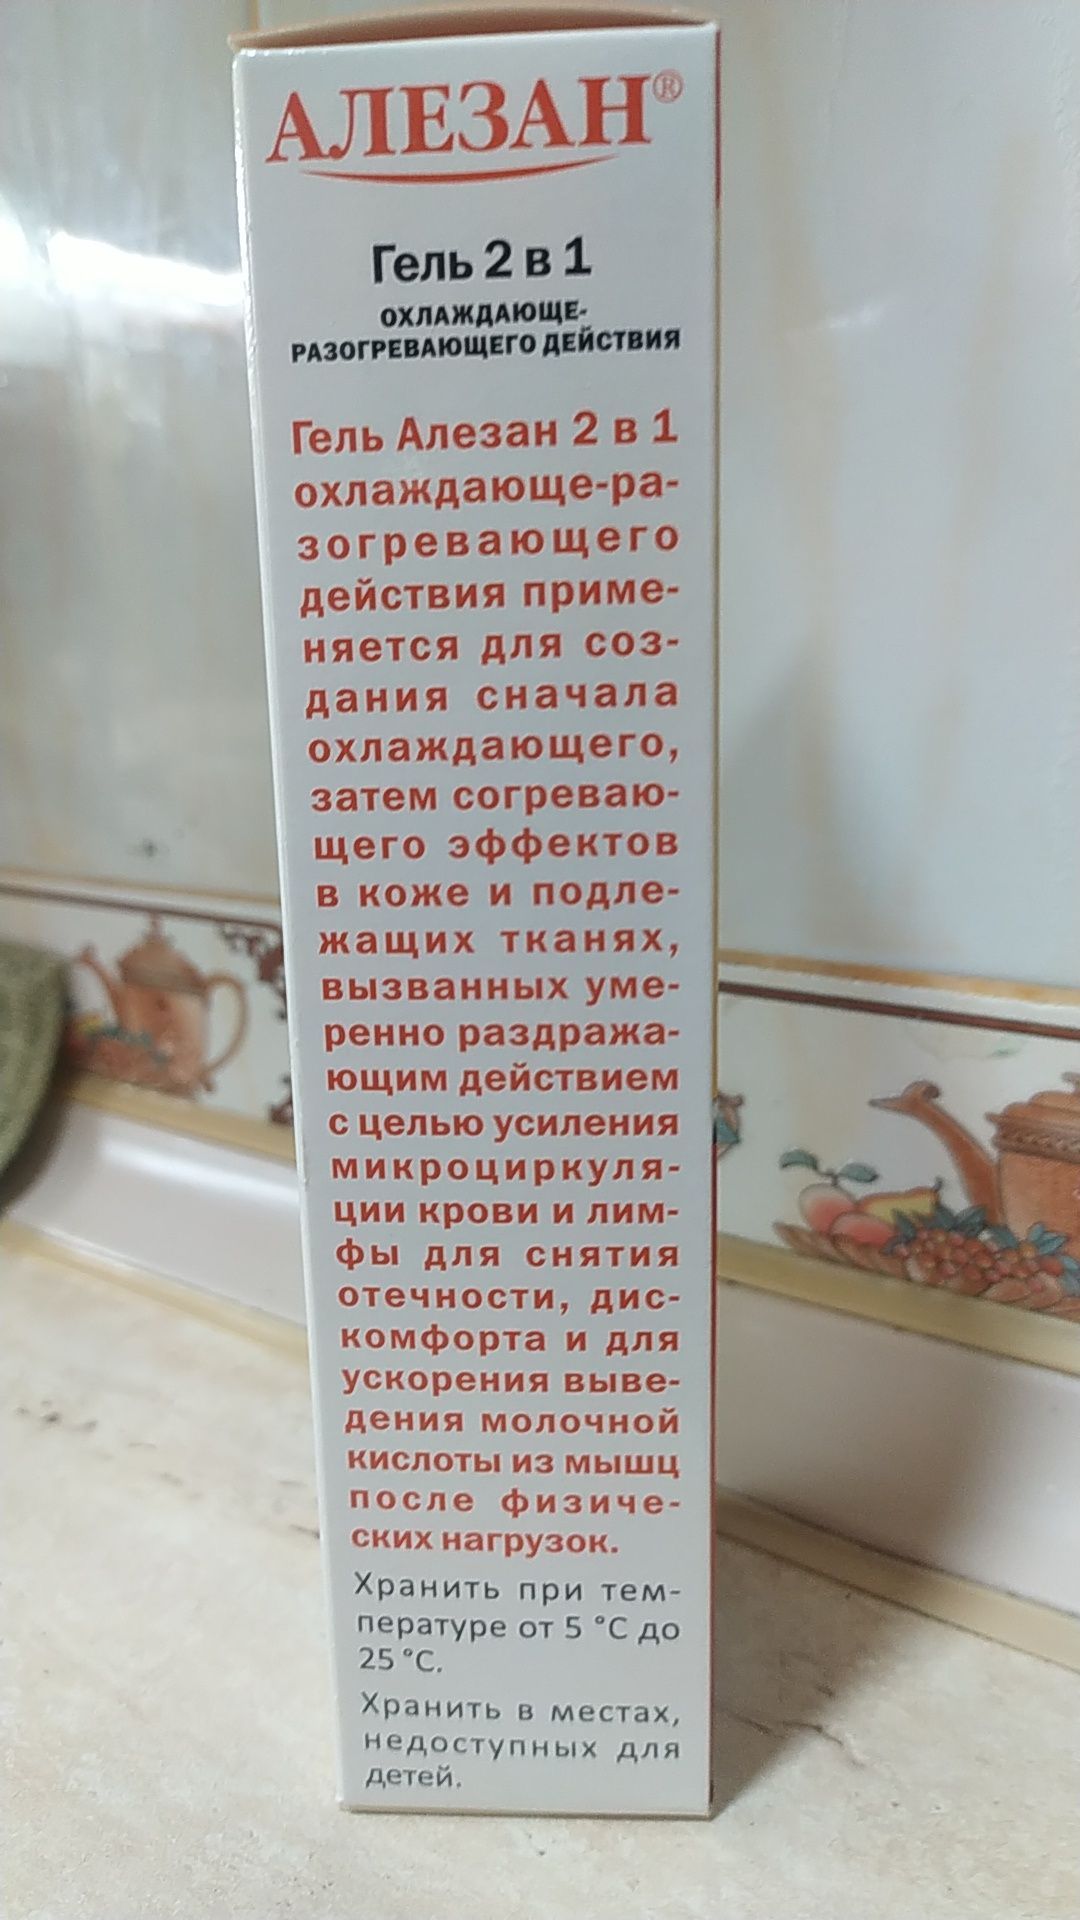 АЛЕЗАН®
Гель 2 в 1
ОХЛАЖДАЮЩЕ-
РАЗОГРЕВАЮЩЕГО ДЕЙСТВИЯ
Гель Алезан 2 в 1
охлаждающе-ра-
зогревающего
действия приме-
няется для соз-
дания сначала
охлаждающего,
затем согреваю-
щего эффектов
в коже и подле-
жащих тканях,
вызванных уме-
ренно раздража-
ющим действием
с целью усиления
микроциркуля-
ции крови и лим-
фы для снятия
отечности, дис-
комфорта и для
ускорения выве-
дения молочной
кислоты из мышц
после физиче-
ских нагрузок.
Хранить при тем-
пературе от 5 °С до
25 °С.
Хранить в местах,
недоступных для
детей.